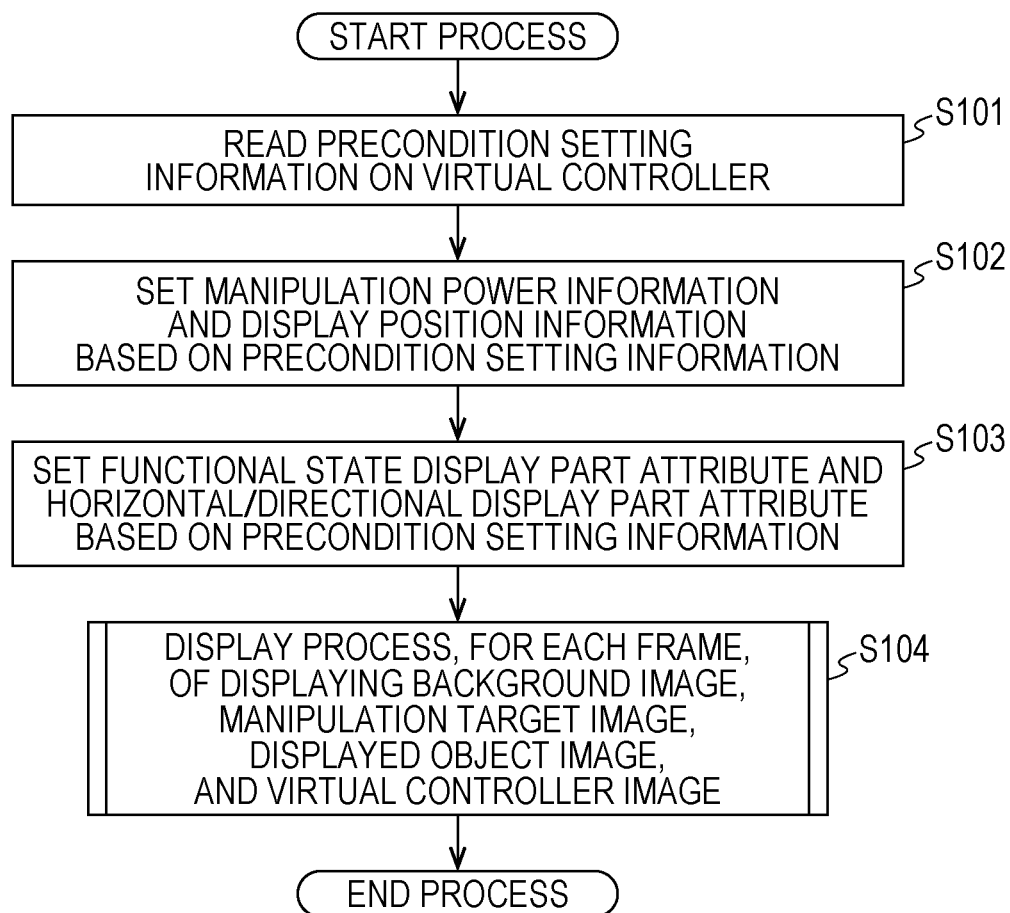 START PROCESS
S101
READ PRECONDITION SETTING
INFORMATION ON VIRTUAL CONTROLLER
S102
SET MANIPULATION POWER INFORMATION
AND DISPLAY POSITION INFORMATION
BASED ON PRECONDITION SETTING INFORMATION
S103
SET FUNCTIONAL STATE DISPLAY PART ATTRIBUTE AND
HORIZONTAL/DIRECTIONAL DISPLAY PART ATTRIBUTE
BASED ON PRECONDITION SETTING INFORMATION
S104
DISPLAY PROCESS, FOR EACH FRAME,
OF DISPLAYING BACKGROUND IMAGE,
MANIPULATION TARGET IMAGE,
DISPLAYED OBJECT IMAGE,
AND VIRTUAL CONTROLLER IMAGE
END PROCESS